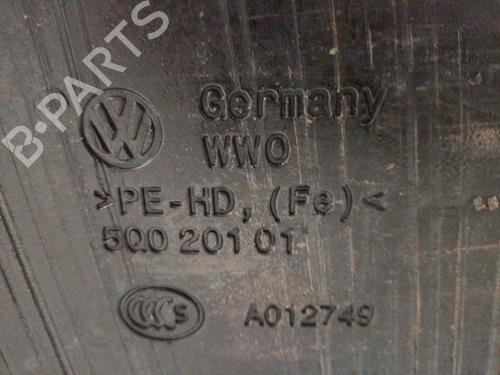 B-PARTS
Germany
WWO
>PE-HD, (Fe)<
5Q0 201 01
A012749